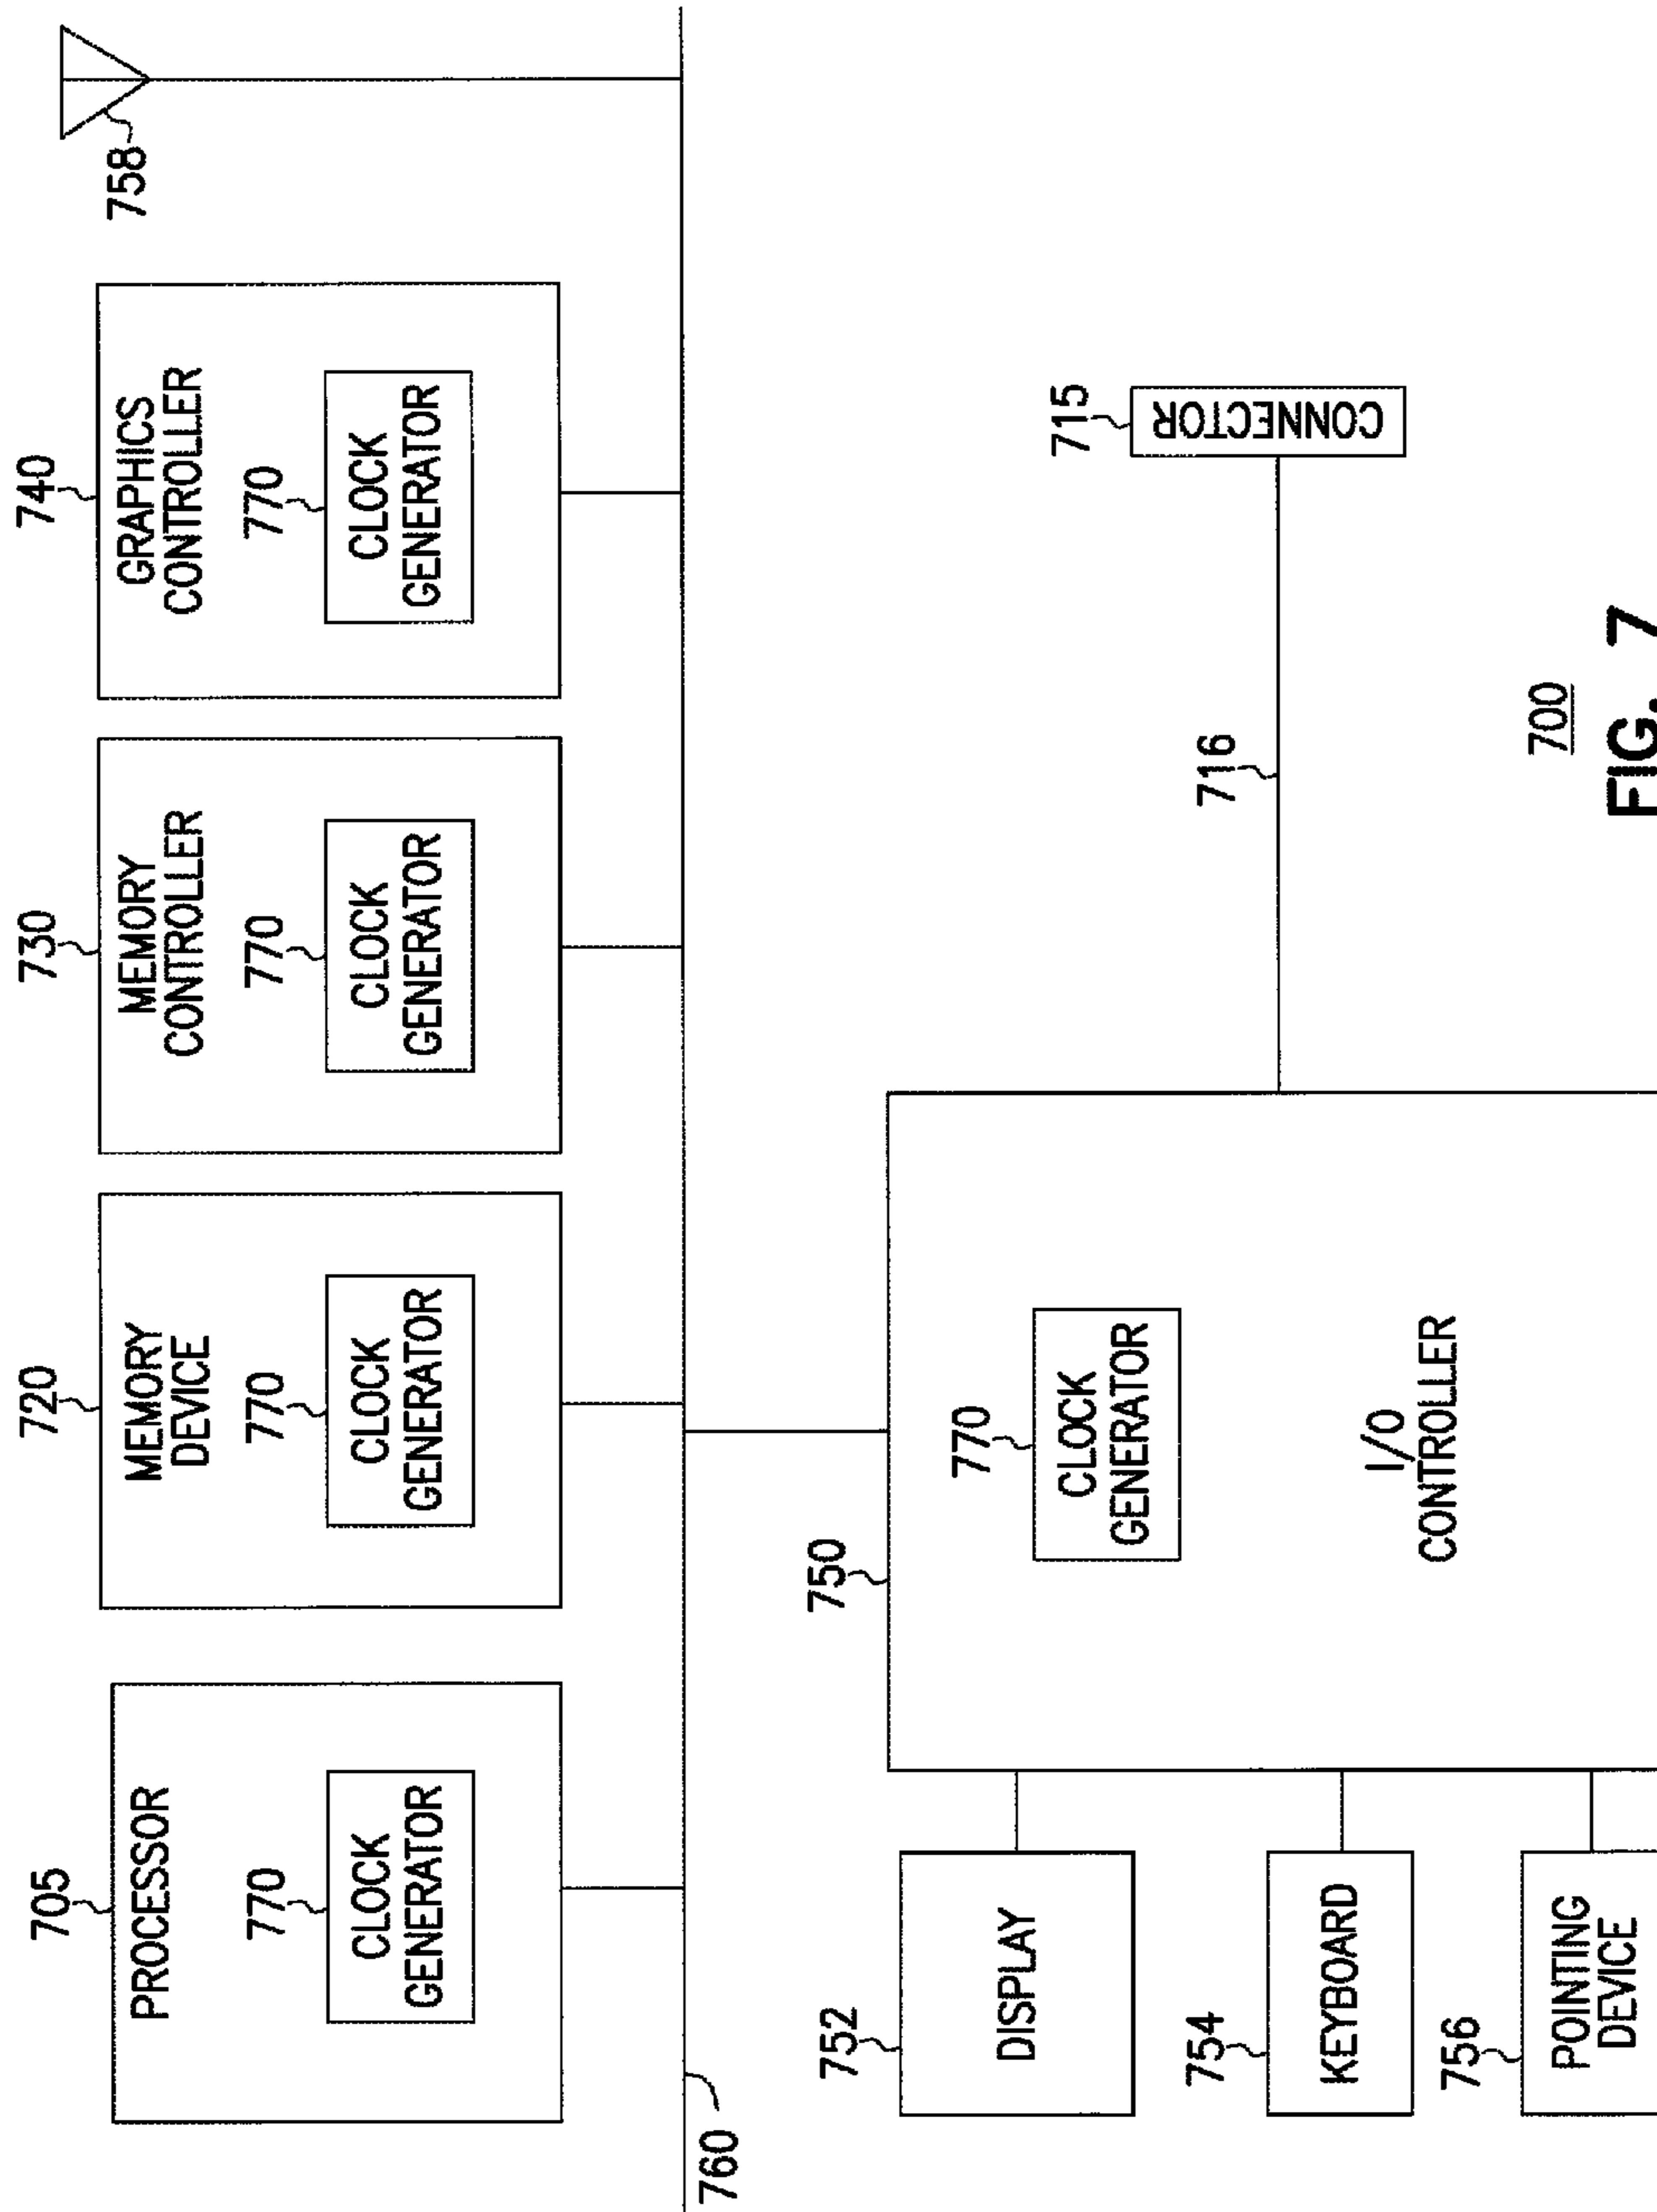 705
PROCESSOR
770
CLOCK
GENERATOR
720
MEMORY
DEVICE
770
CLOCK
GENERATOR
730
MEMORY
CONTROLLER
770
CLOCK
GENERATOR
740
GRAPHICS
CONTROLLER
770
CLOCK
GENERATOR
758
760
750
770
CLOCK
GENERATOR
I/O
CONTROLLER
752
DISPLAY
754
KEYBOARD
756
POINTING
DEVICE
716
715
CONNECTOR
700
FIG. 7